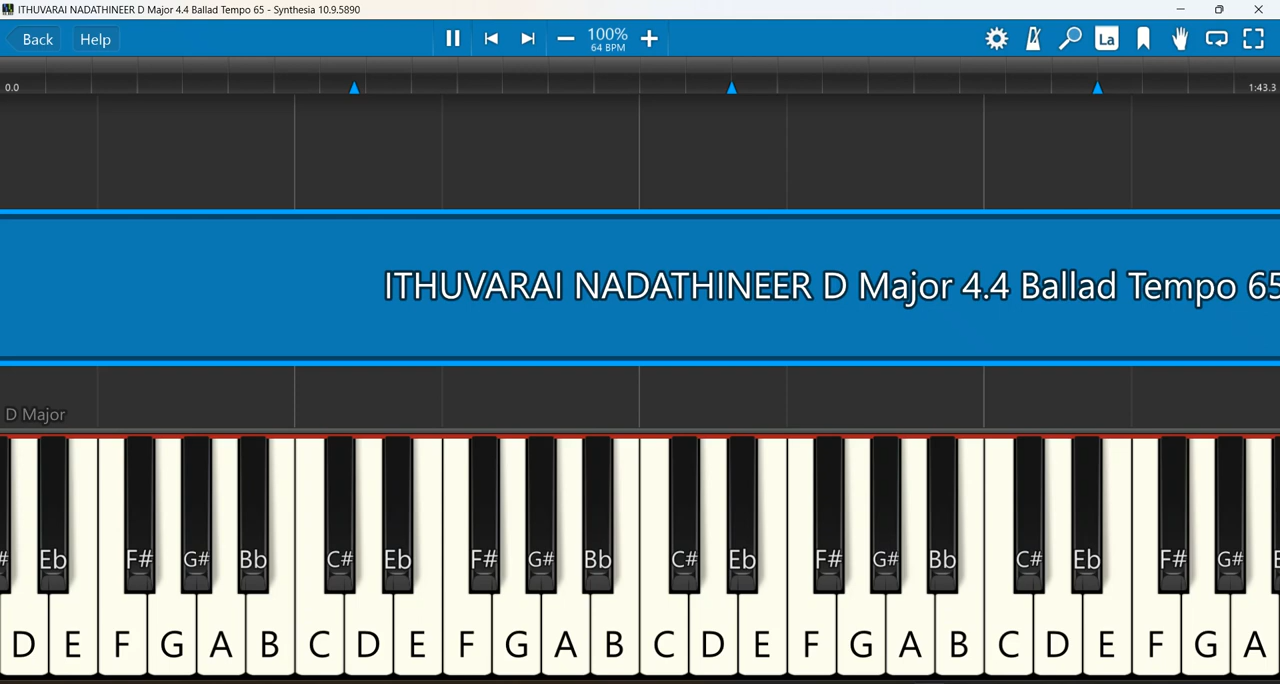 ITHUVARAI NADATHINEER D Major 4.4 Ballad Tempo 65 - Synthesia 10.9.5890
Back Help 100% La
64 BPM
0.0 1:43.3
ITHUVARAI NADATHINEER D Major 4.4 Ballad Tempo 65
D Major
# Eb F# G# Bb C# Eb F# G# Bb C# Eb F# G# Bb C# Eb F# G#
D E F G A B C D E F G A B C D E F G A B C D E F G A